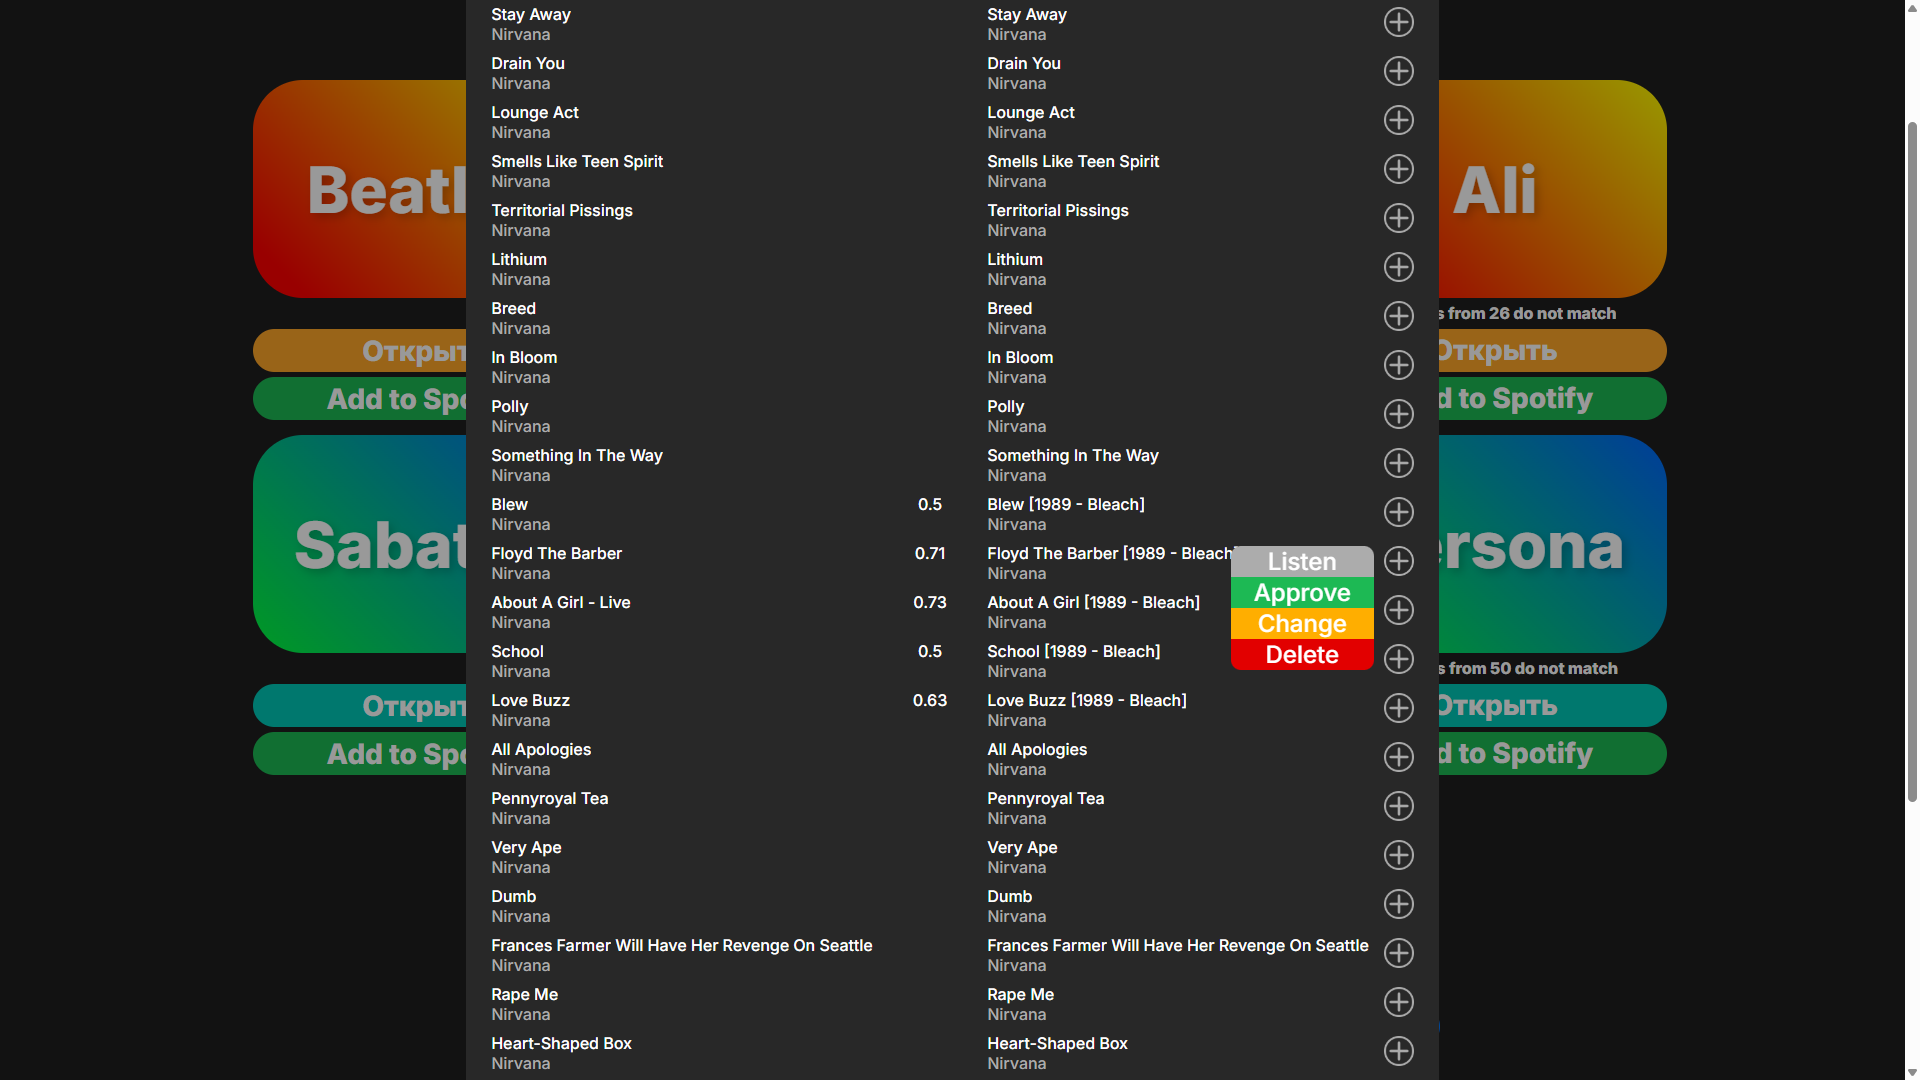 Stay Away
Nirvana
Stay Away
Nirvana
Drain You
Nirvana
Drain You
Nirvana
Lounge Act
Nirvana
Lounge Act
Nirvana
Smells Like Teen Spirit
Nirvana
Smells Like Teen Spirit
Nirvana
Territorial Pissings
Nirvana
Territorial Pissings
Nirvana
Lithium
Nirvana
Lithium
Nirvana
Breed
Nirvana
Breed
Nirvana
In Bloom
Nirvana
In Bloom
Nirvana
Polly
Nirvana
Polly
Nirvana
Something In The Way
Nirvana
Something In The Way
Nirvana
Blew
Nirvana
0.5
Blew [1989 - Bleach]
Nirvana
Floyd The Barber
Nirvana
0.71
Floyd The Barber [1989 - Bleach
Nirvana
About A Girl - Live
Nirvana
0.73
About A Girl [1989 - Bleach]
Nirvana
School
Nirvana
0.5
School [1989 - Bleach]
Nirvana
Love Buzz
Nirvana
0.63
Love Buzz [1989 - Bleach]
Nirvana
All Apologies
Nirvana
All Apologies
Nirvana
Pennyroyal Tea
Nirvana
Pennyroyal Tea
Nirvana
Very Ape
Nirvana
Very Ape
Nirvana
Dumb
Nirvana
Dumb
Nirvana
Frances Farmer Will Have Her Revenge On Seattle
Nirvana
Frances Farmer Will Have Her Revenge On Seattle
Nirvana
Rape Me
Nirvana
Rape Me
Nirvana
Heart-Shaped Box
Nirvana
Heart-Shaped Box
Nirvana
Listen
Approve
Change
Delete
Beatl
Открыт
Add to Spo
Sabat
Открыт
Add to Spo
Ali
s from 26 do not match
Открыть
d to Spotify
ersona
s from 50 do not match
Открыть
d to Spotify